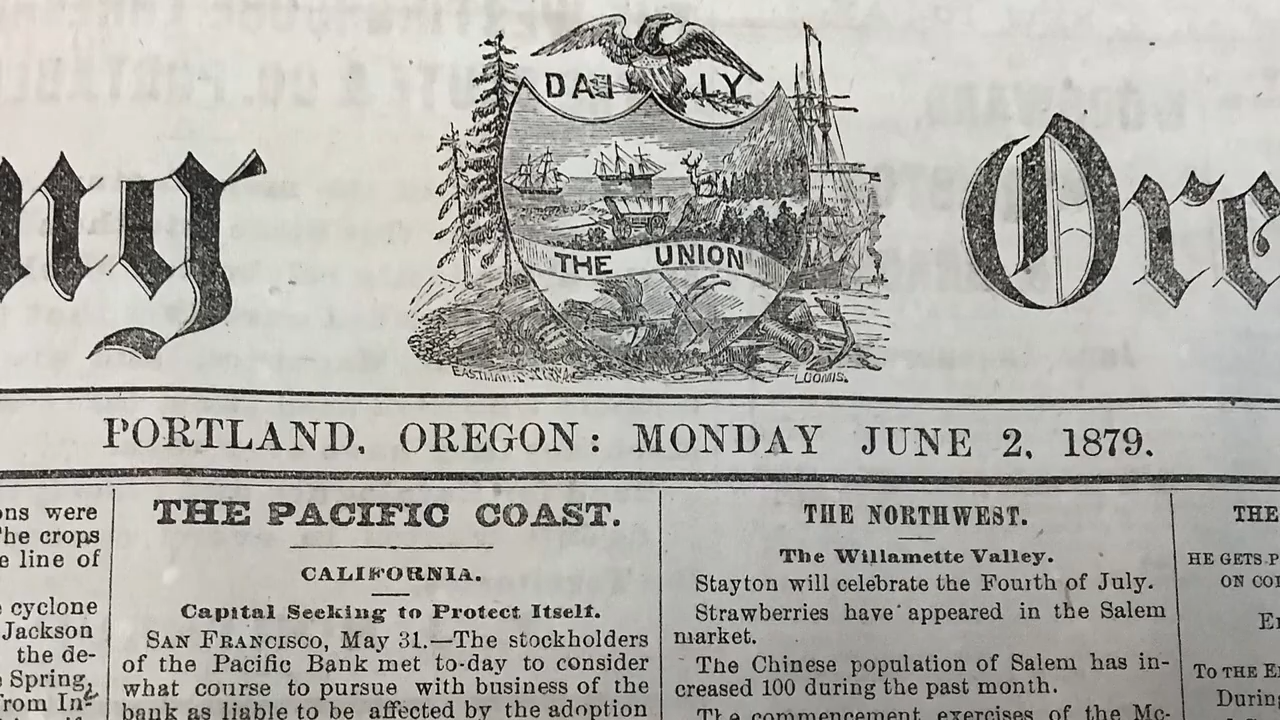 DAILY
ng
Ore
THE UNION
EASTMAN
LOOMIS.
PORTLAND, OREGON: MONDAY JUNE 2, 1879.
ons were
The crops
e line of
cyclone
Jackson
the de-
Spring,
from In-
THE PACIFIC COAST.
CALIFORNIA.
Capital Seeking to Protect Itself.
SAN FRANCISCO, May 31.—The stockholders
of the Pacific Bank met to-day to consider
what course to pursue with business of the
bank as liable to be affected by the adoption
THE NORTHWEST.
The Willamette Valley.
Stayton will celebrate the Fourth of July.
Strawberries have appeared in the Salem
market.
The Chinese population of Salem has in-
creased 100 during the past month.
The commencement exercises of the Mc-
THE
HE GETS P
ON COI
TO THE E
Durin